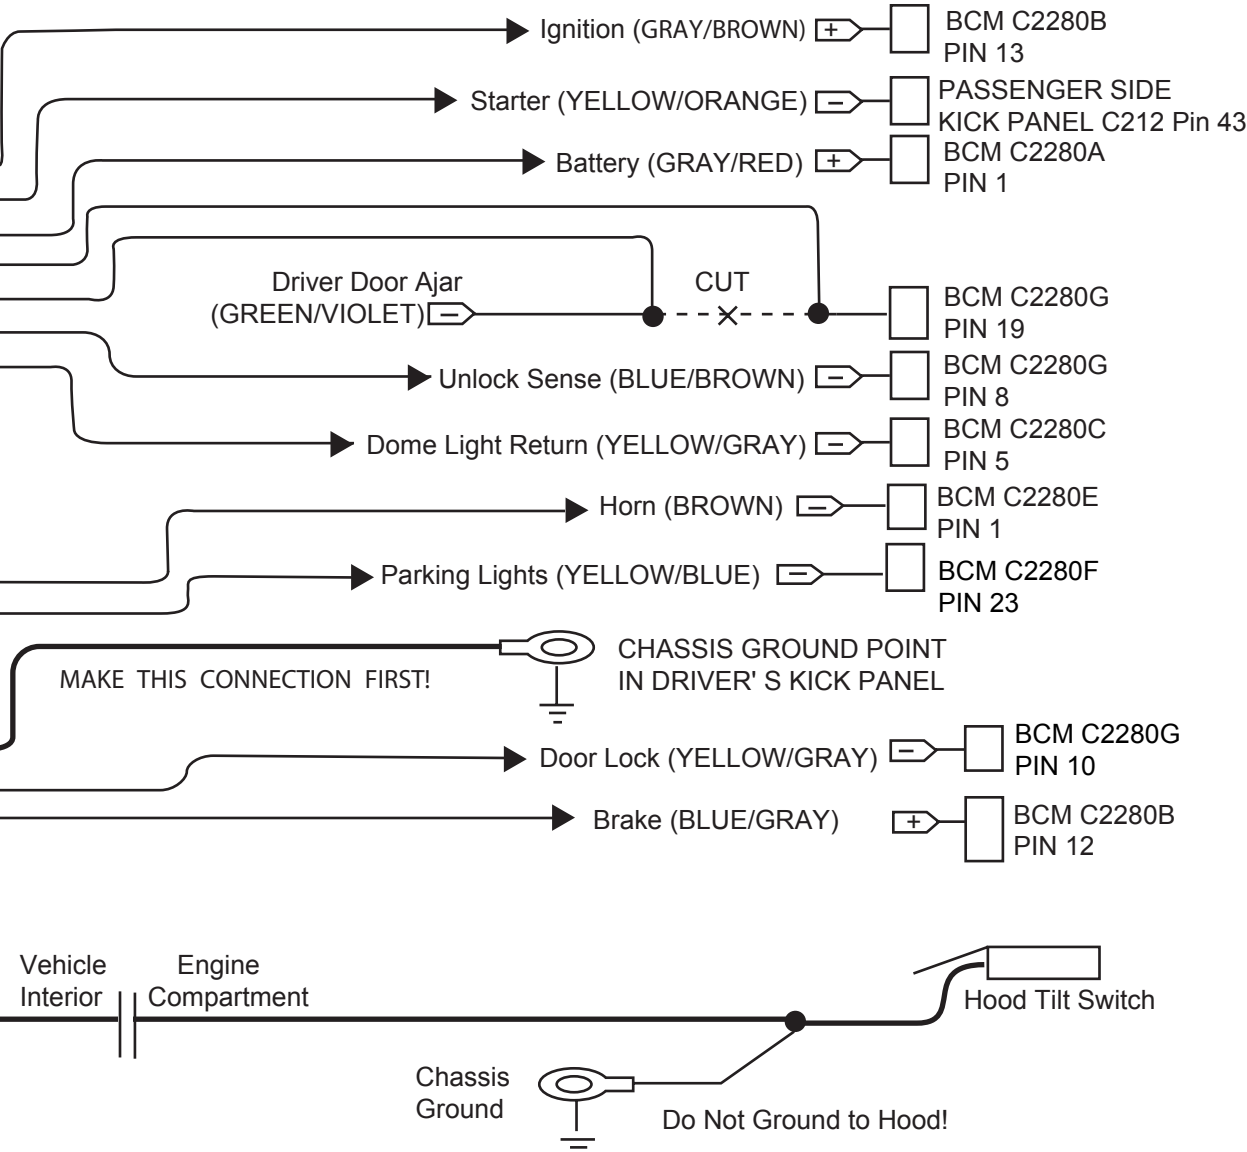 Ignition (GRAY/BROWN) + BCM C2280B
PIN 13
Starter (YELLOW/ORANGE) − PASSENGER SIDE
KICK PANEL C212 Pin 43
Battery (GRAY/RED) + BCM C2280A
PIN 1
Driver Door Ajar CUT
(GREEN/VIOLET) − BCM C2280G
PIN 19
Unlock Sense (BLUE/BROWN) − BCM C2280G
PIN 8
Dome Light Return (YELLOW/GRAY) − BCM C2280C
PIN 5
Horn (BROWN) − BCM C2280E
PIN 1
Parking Lights (YELLOW/BLUE) − BCM C2280F
PIN 23
CHASSIS GROUND POINT
IN DRIVER' S KICK PANEL
MAKE THIS CONNECTION FIRST!
Door Lock (YELLOW/GRAY) − BCM C2280G
PIN 10
Brake (BLUE/GRAY) + BCM C2280B
PIN 12
Vehicle
Interior
Engine
Compartment
Hood Tilt Switch
Chassis
Ground
Do Not Ground to Hood!